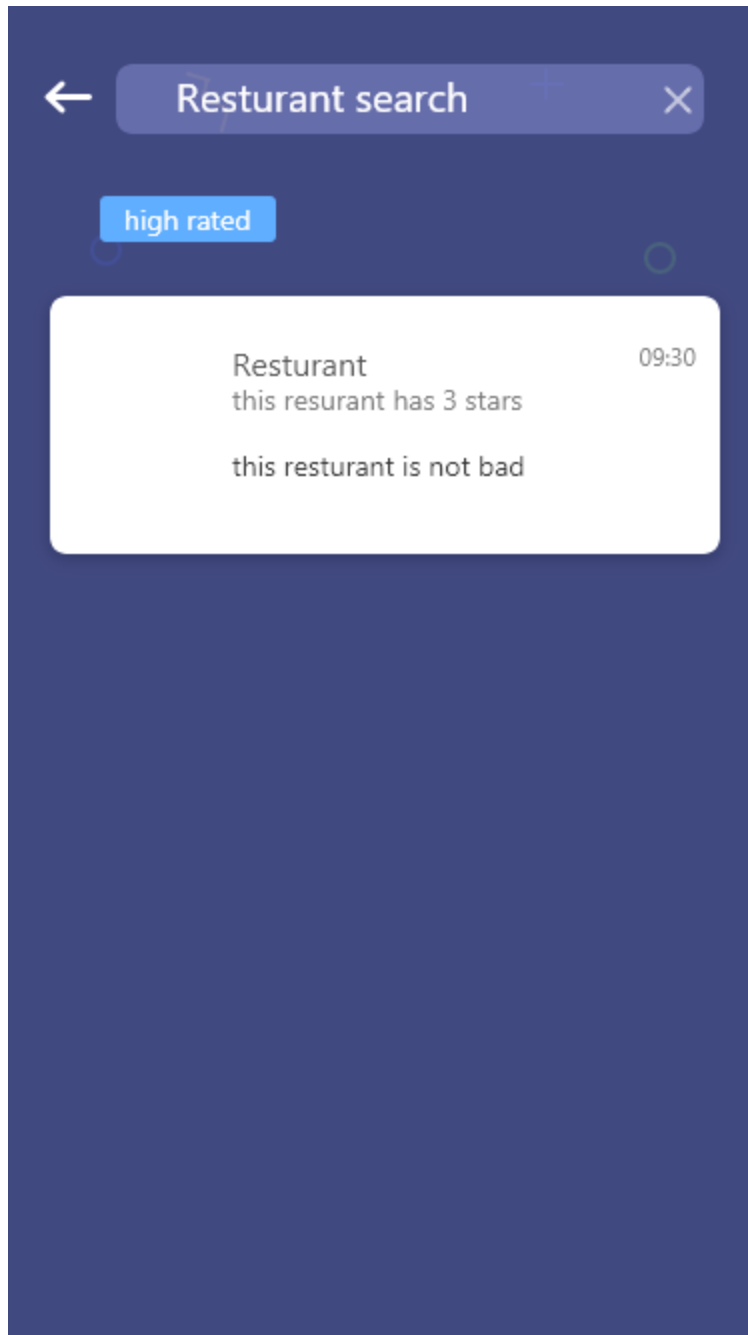 Resturant search
high rated
Resturant
09:30
this resurant has 3 stars
this resturant is not bad